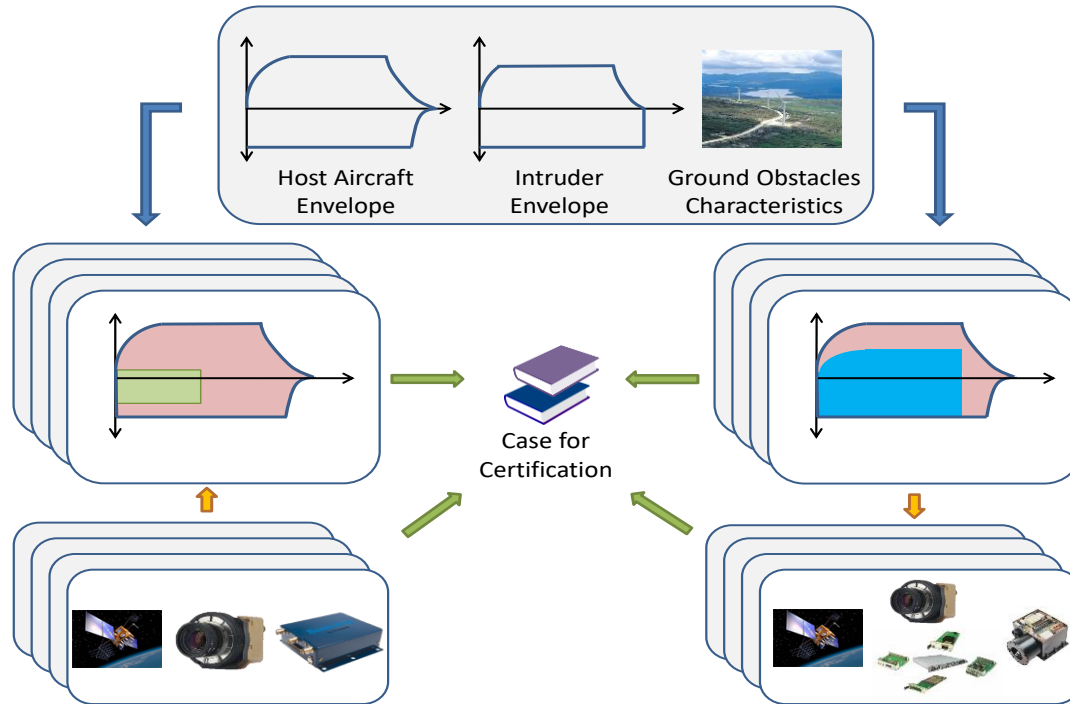 Host Aircraft
Envelope
Intruder
Envelope
Ground Obstacles
Characteristics
Case for
Certification